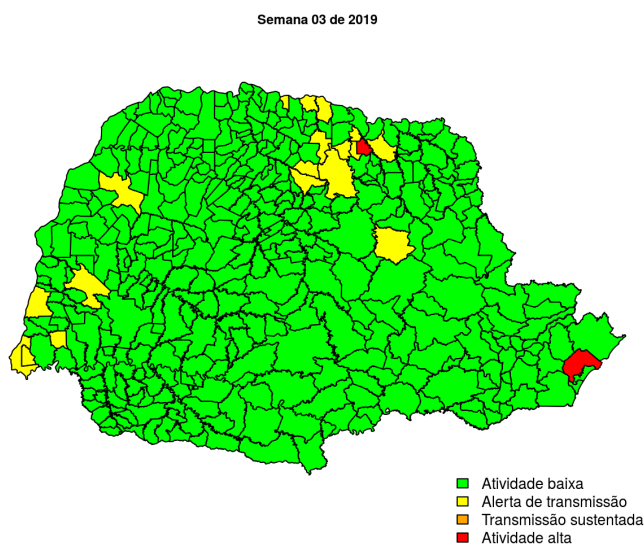 Semana 03 de 2019
Atividade baixa
Alerta de transmissão
Transmissão sustentada
Atividade alta